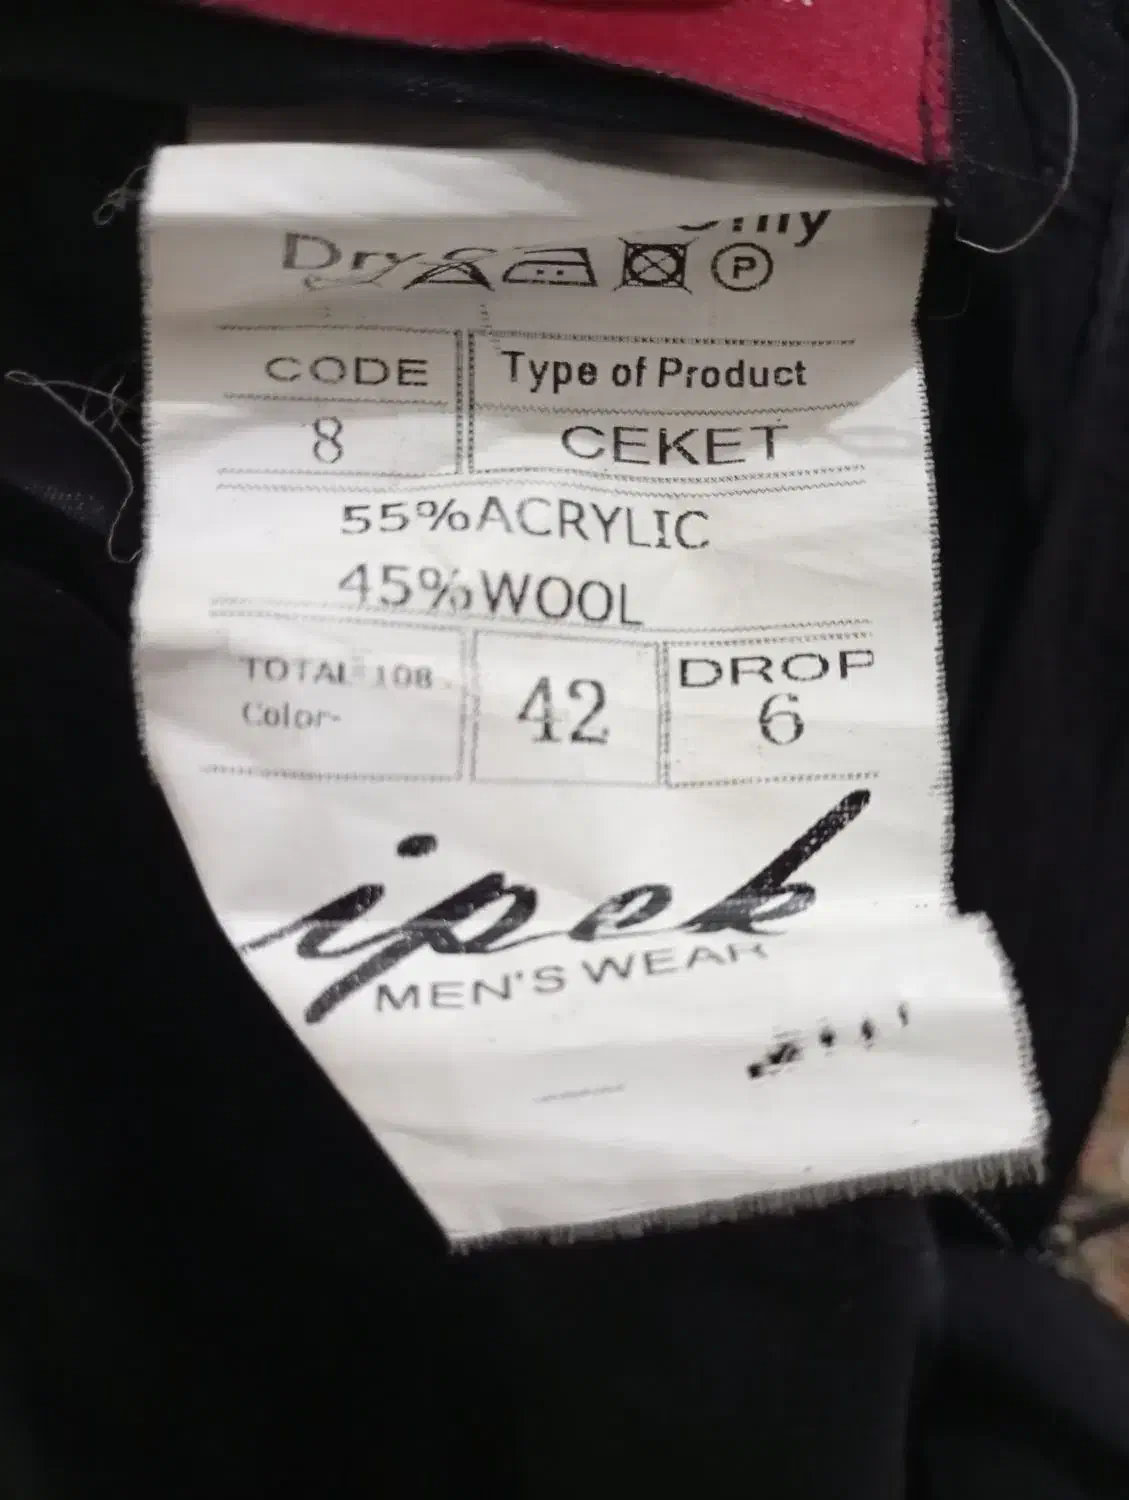 Dry
Ⓟ
CODE
Type of Product
8
CEKET
55%ACRYLIC
45%WOOL
TOTAL 108
Color-
42
DROP
6
ipek
MEN'S WEAR